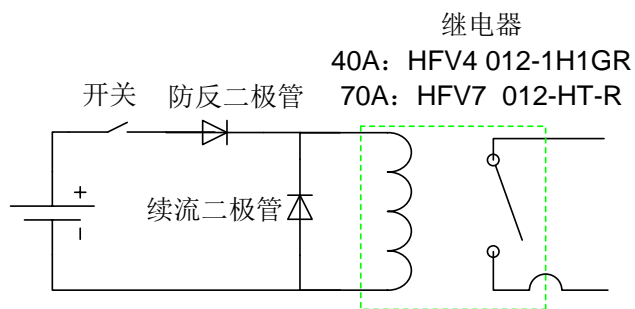 继电器
40A：HFV4 012-1H1GR
70A：HFV7 012-HT-R
开关 防反二极管
+
续流二极管
−